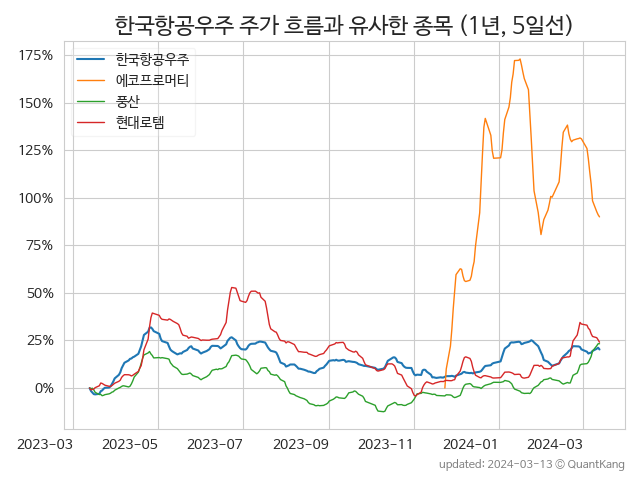 한국항공우주 주가 흐름과 유사한 종목 (1년, 5일선)
175%
150%
125%
100%
75%
50%
25%
0%
한국항공우주
에코프로머티
풍산
현대로템
2023-03 2023-05 2023-07 2023-09 2023-11 2024-01 2024-03
updated: 2024-03-13 © QuantKang